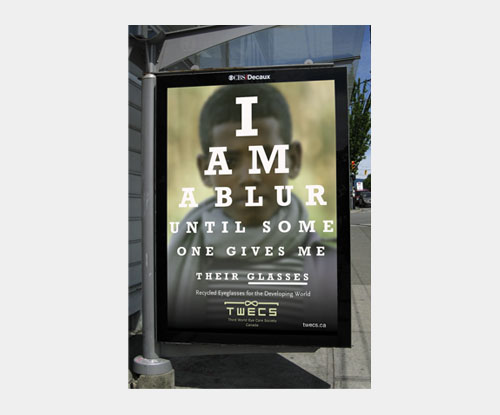 CBS/Decaux
I
AM
A BLUR
UNTIL SOME
ONE GIVES ME
THEIR GLASSES
Recycled Eyeglasses for the Developing World
TWECS
Third World Eye Care Society
Canada
twecs.ca